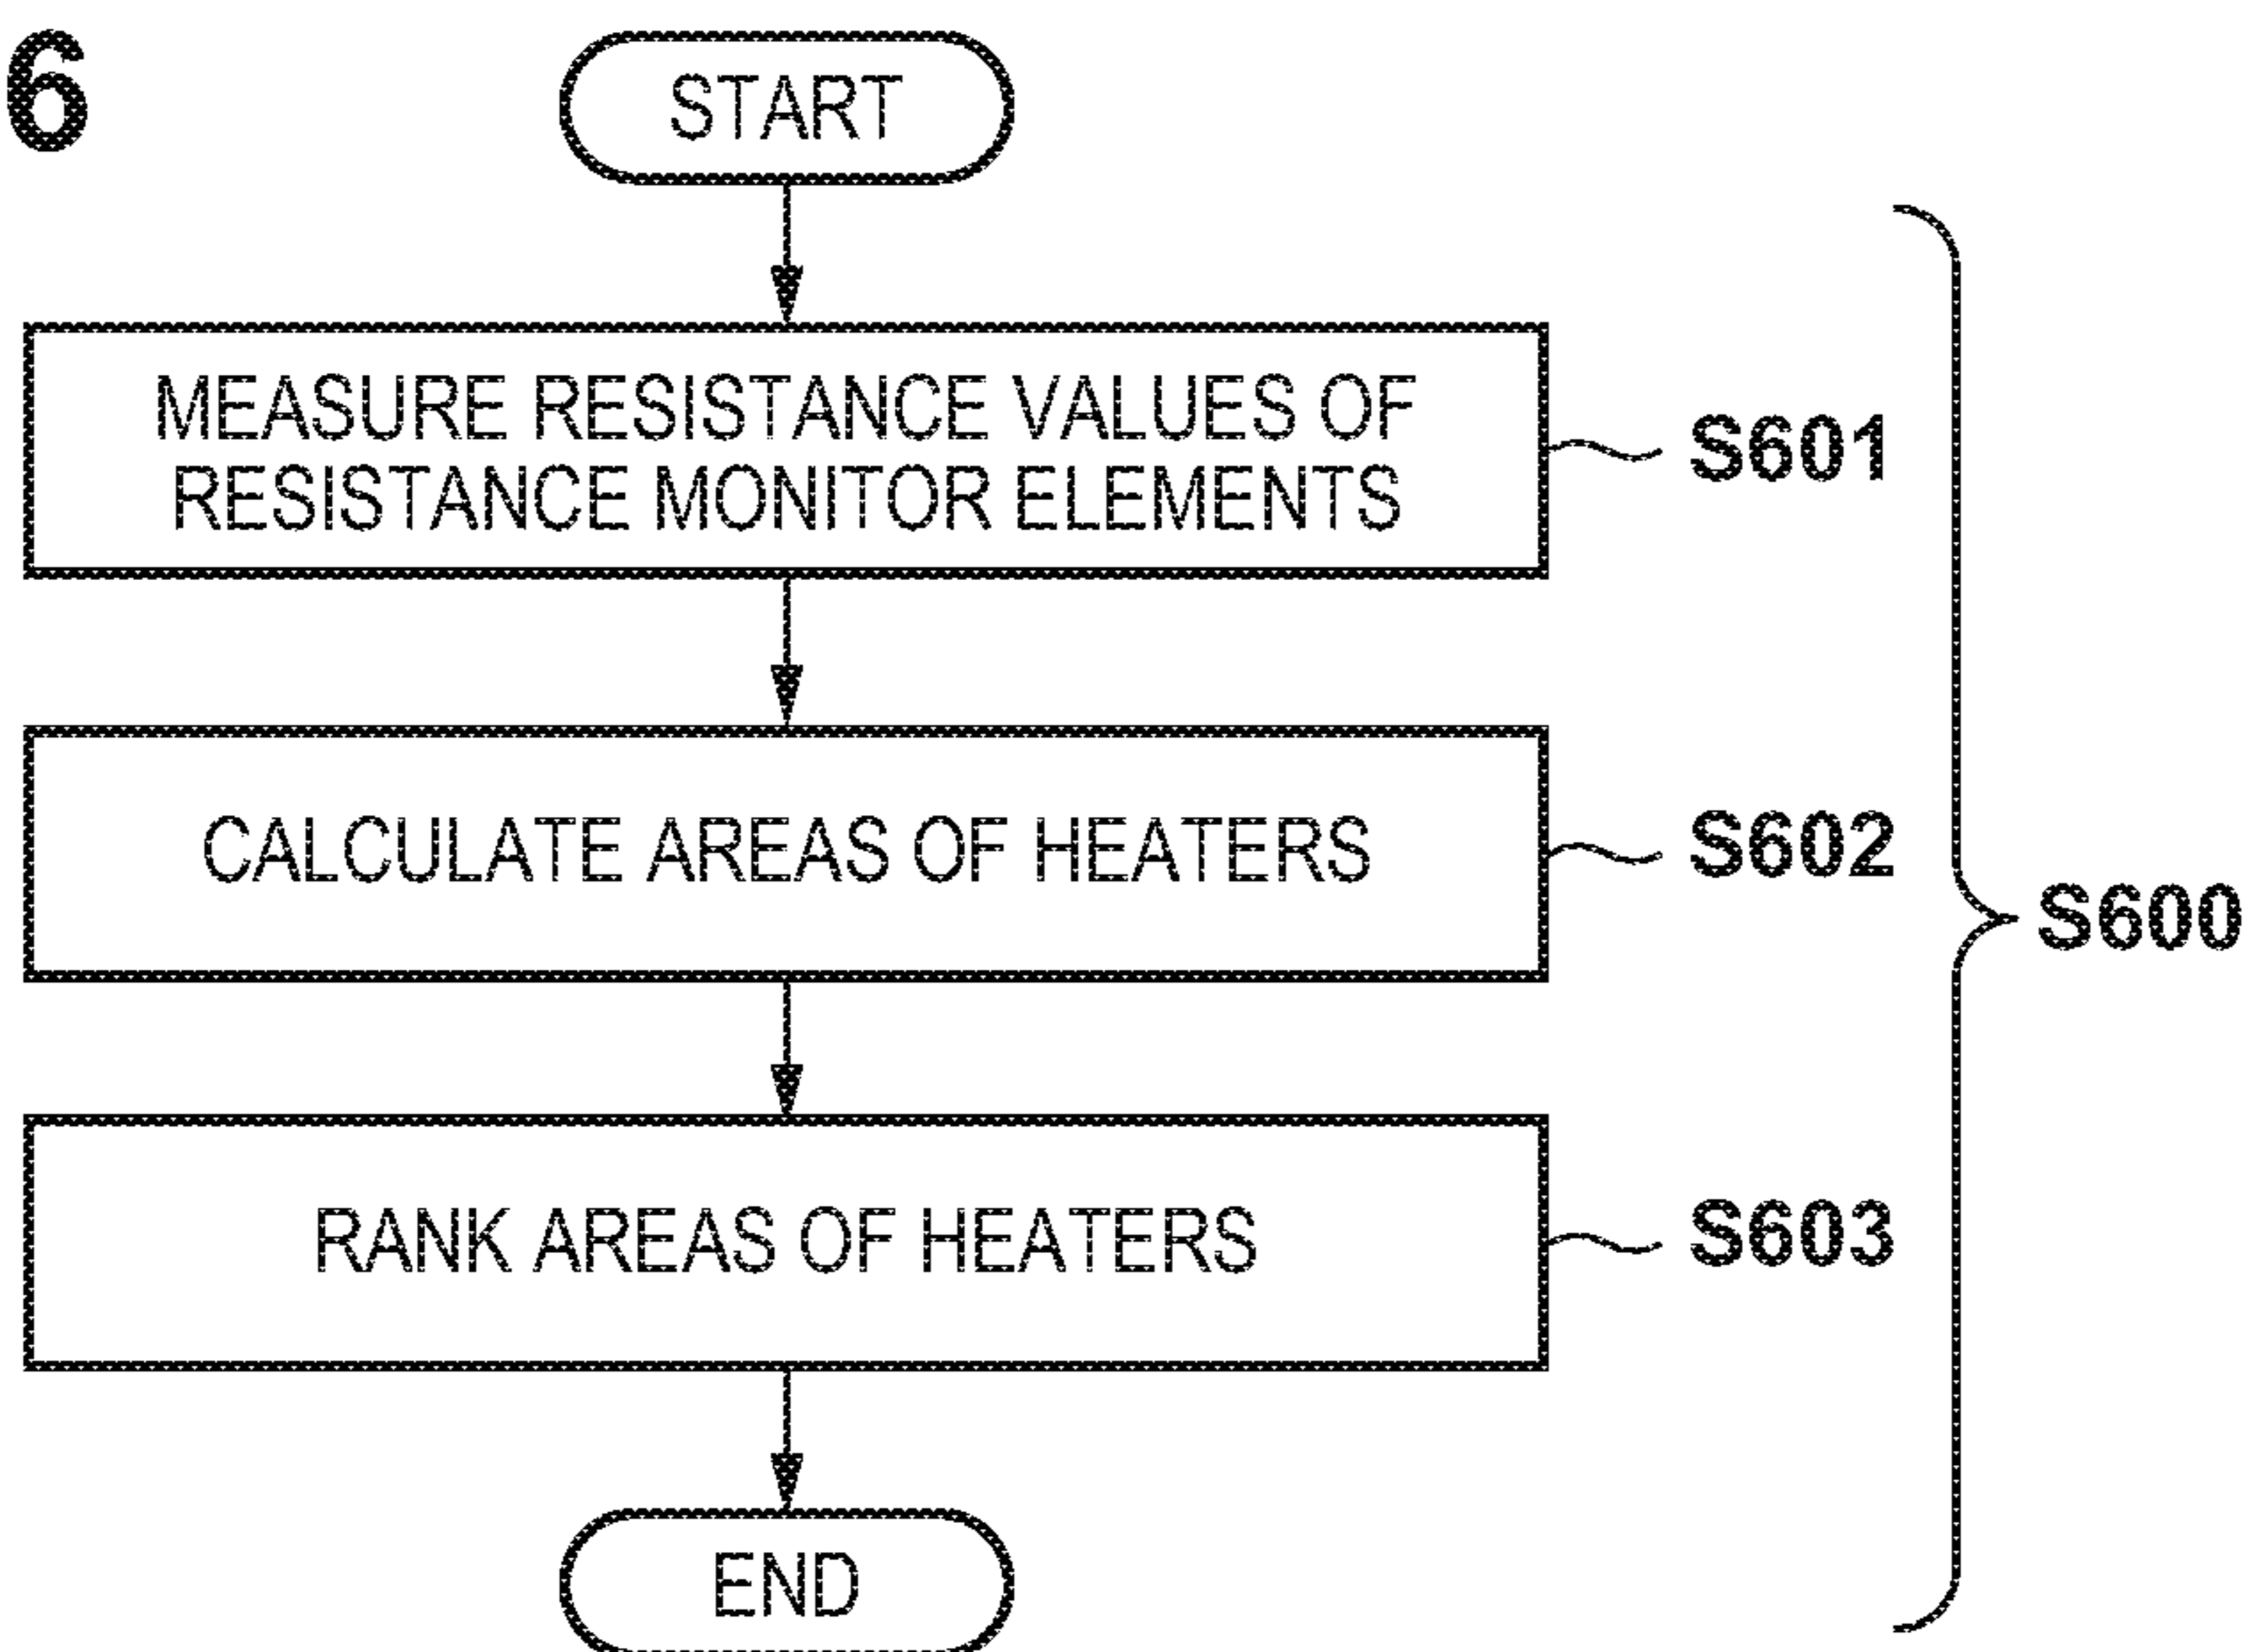 6
START
MEASURE RESISTANCE VALUES OF
RESISTANCE MONITOR ELEMENTS
S601
CALCULATE AREAS OF HEATERS
S602
S600
RANK AREAS OF HEATERS
S603
END